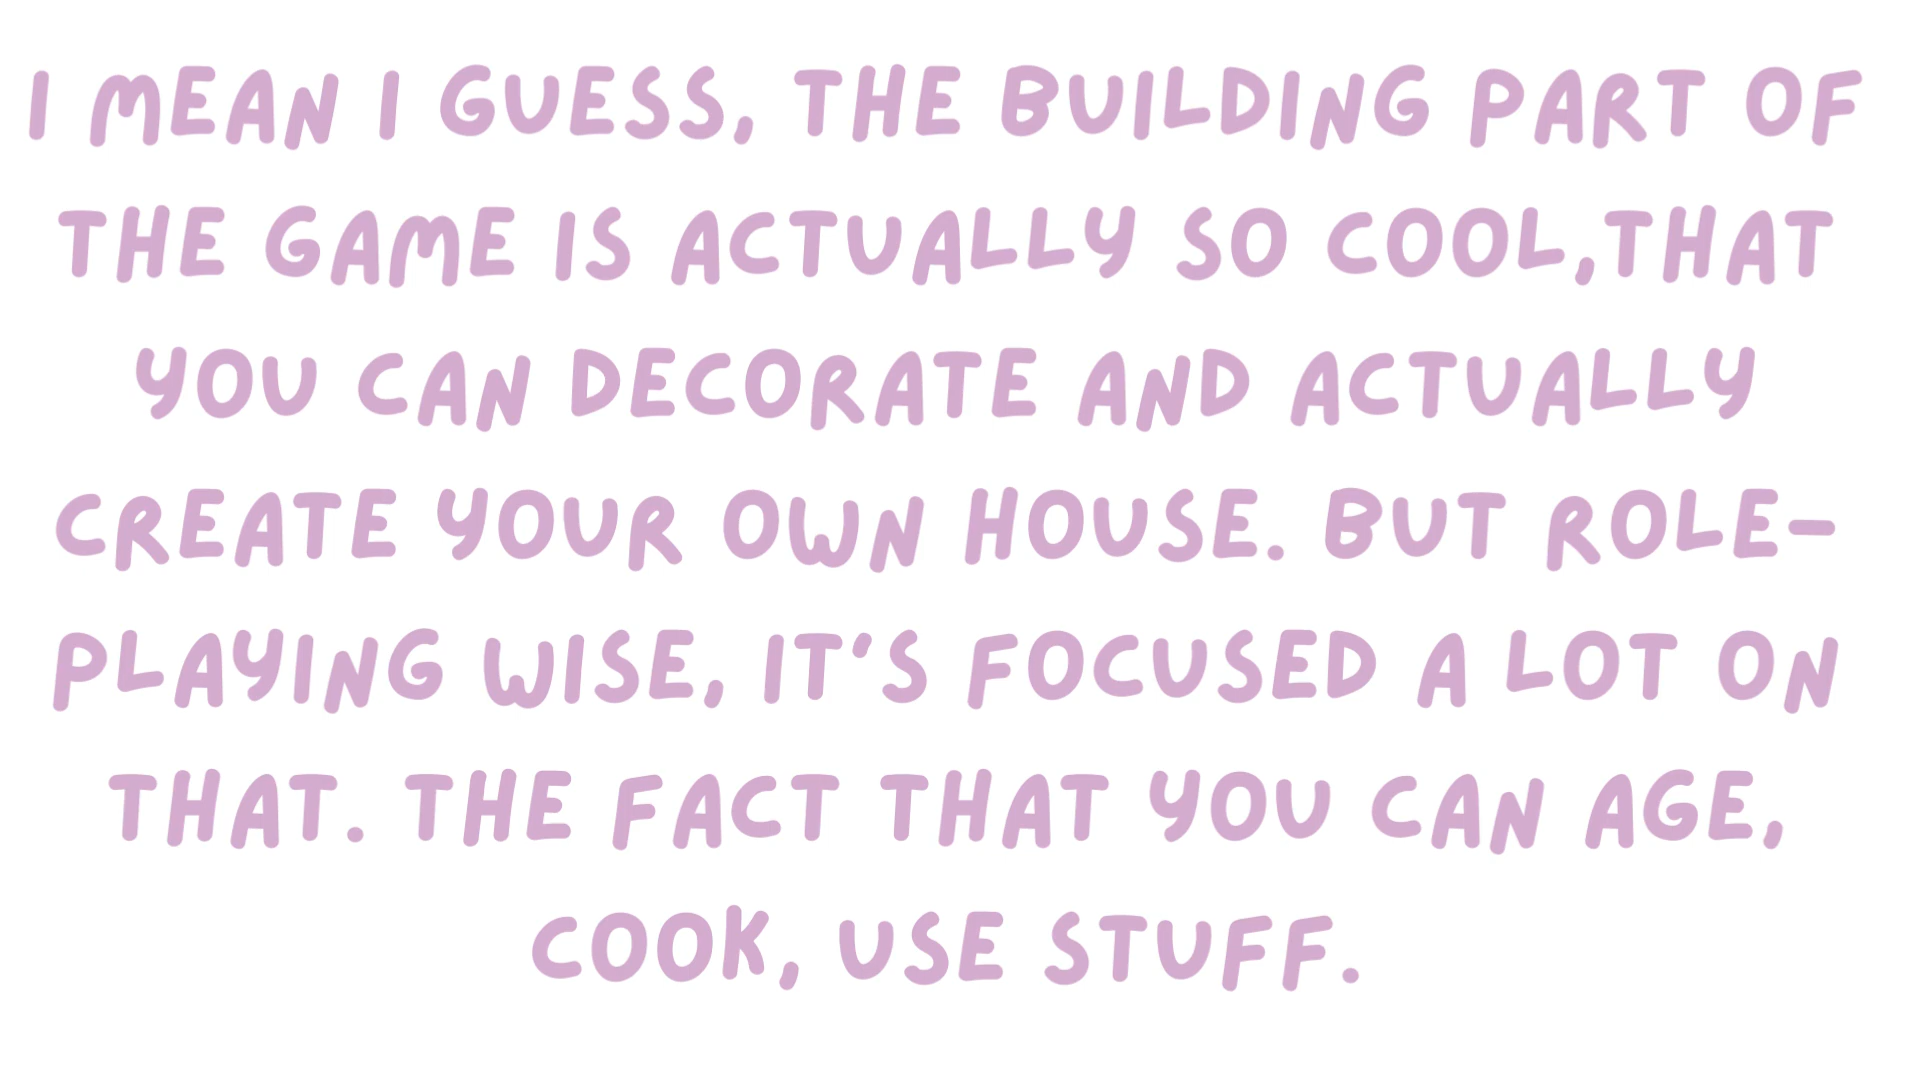 I MEAN I GUESS, THE BUILDING PART OF
THE GAME IS ACTUALLY SO COOL,THAT
YOU CAN DECORATE AND ACTUALLY
CREATE YOUR OWN HOUSE. BUT ROLE-
PLAYING WISE, IT'S FOCUSED A LOT ON
THAT. THE FACT THAT YOU CAN AGE,
COOK, USE STUFF.